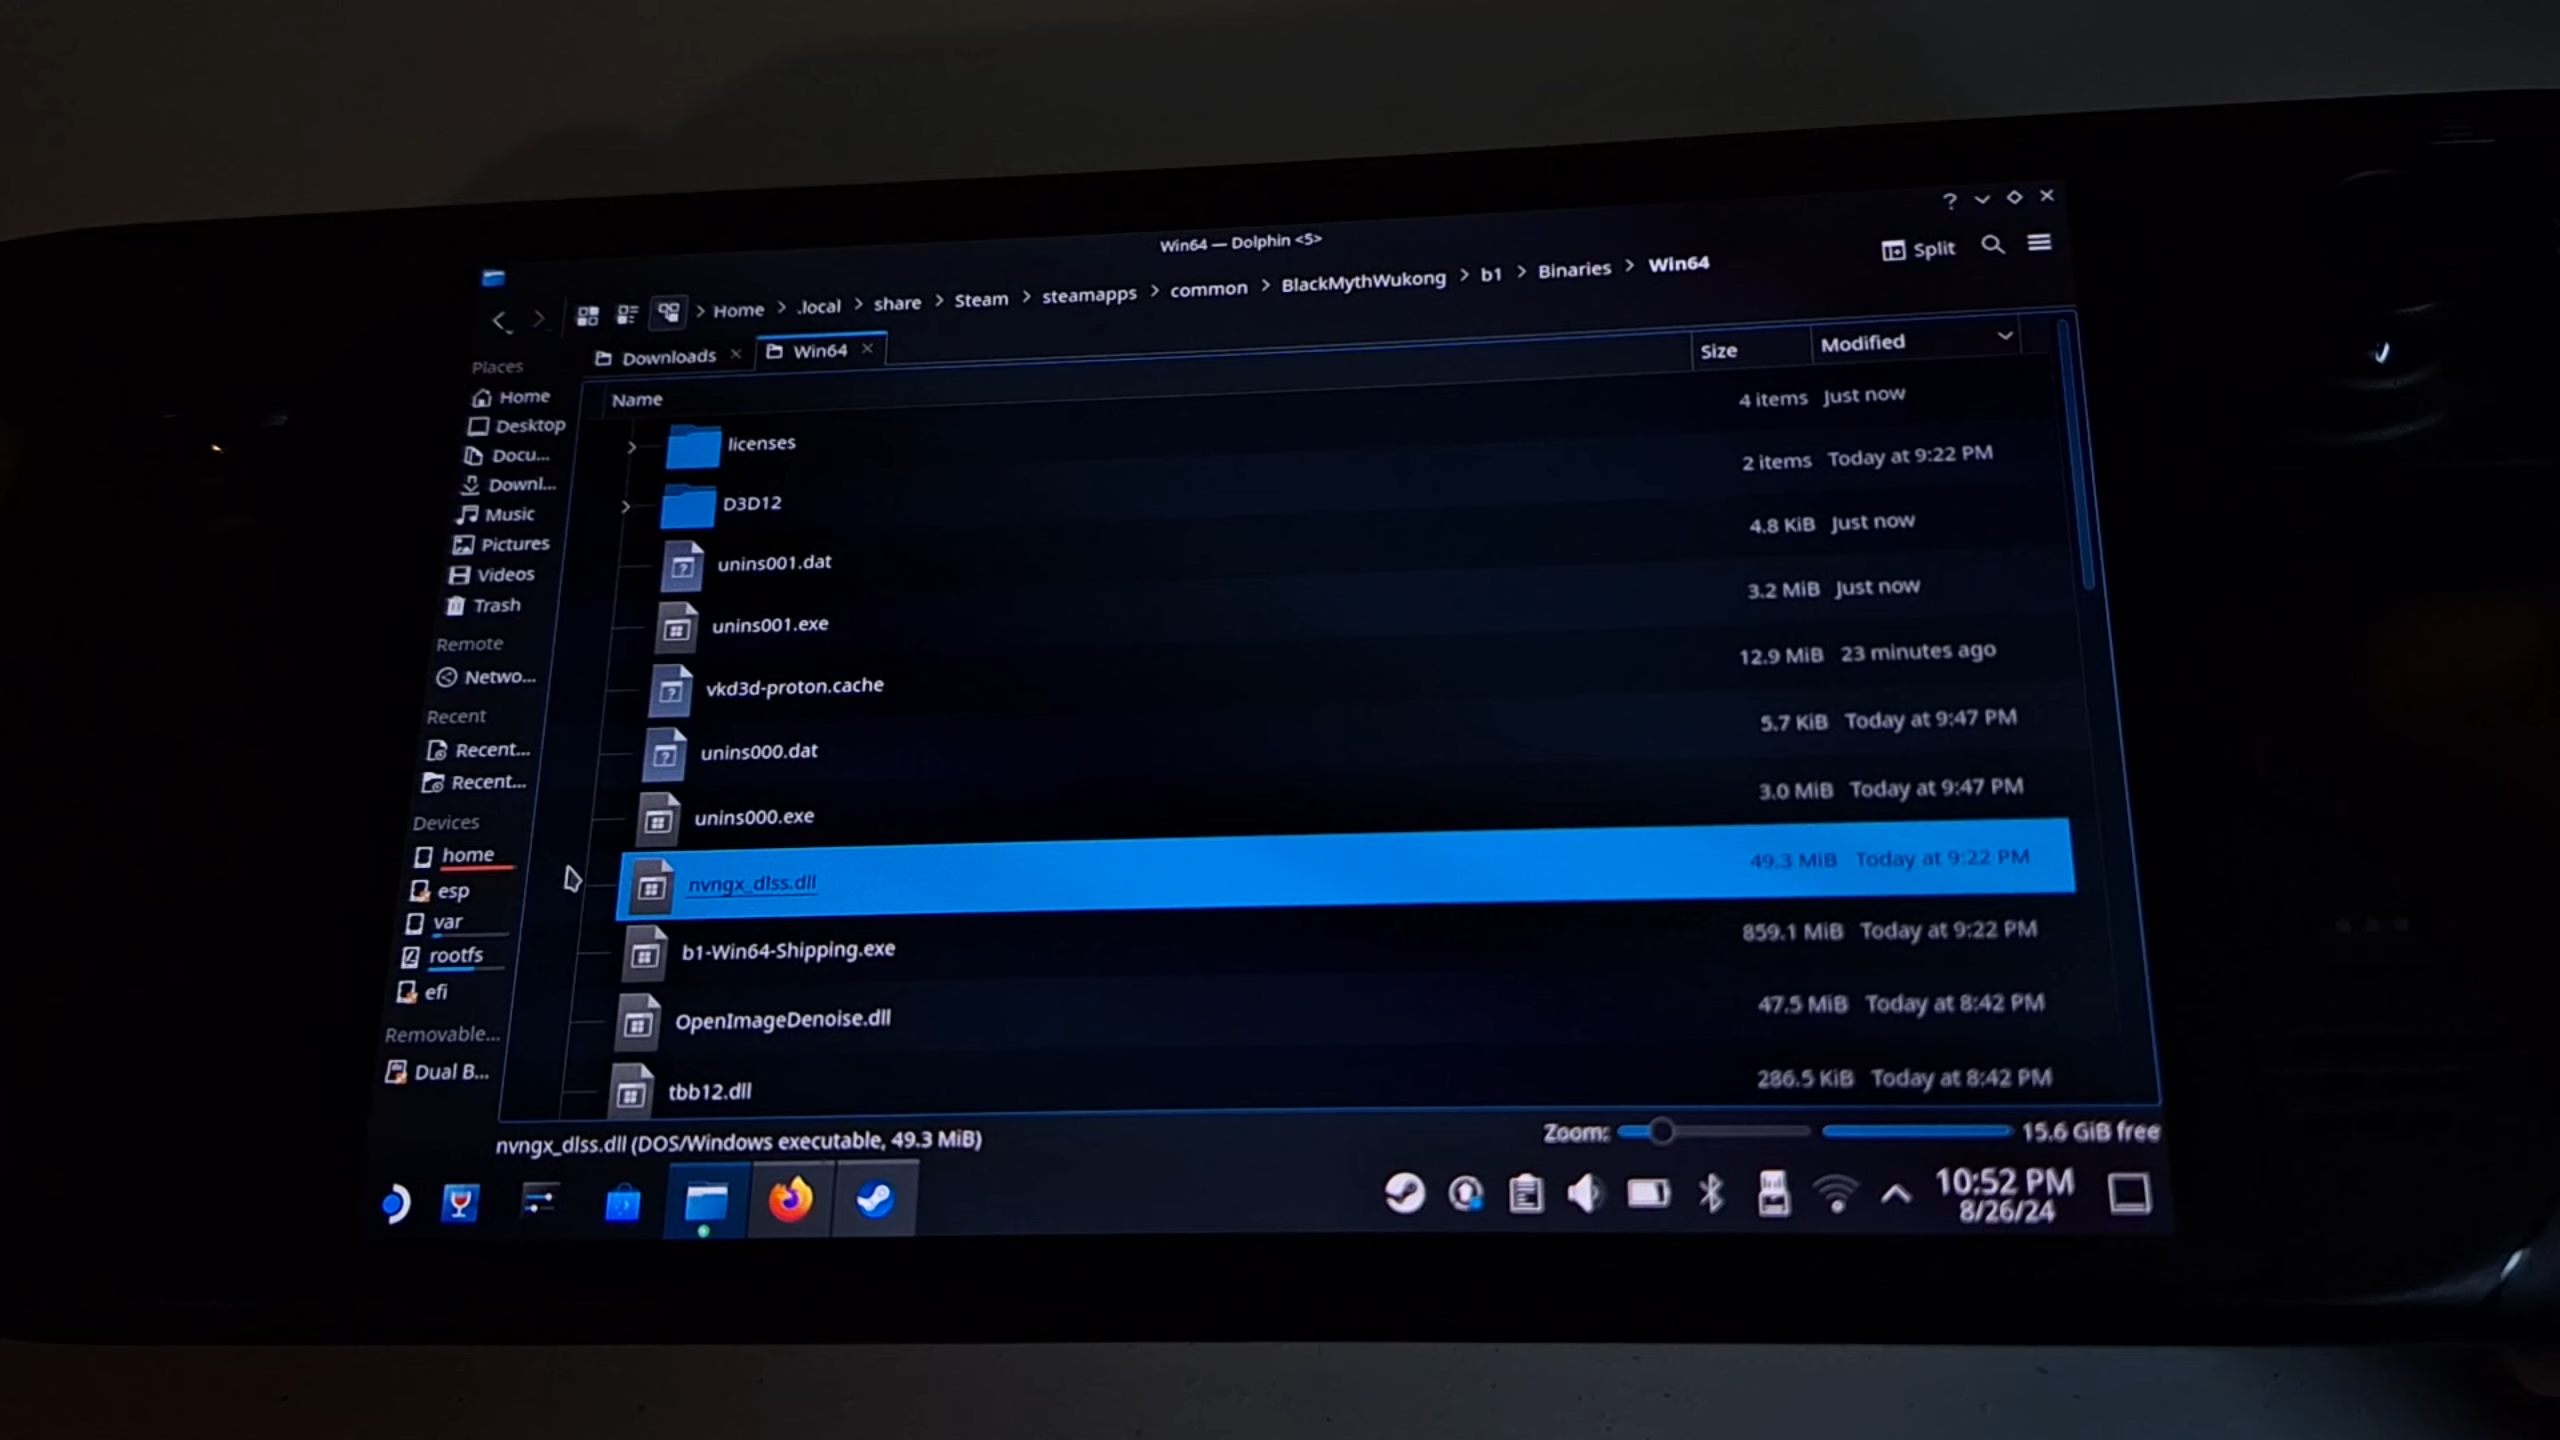 Win64 — Dolphin <5>
Split
Home > .local > share > Steam > steamapps > common > BlackMythWukong > b1 > Binaries > Win64
Downloads
Win64
Places
Home
Desktop
Docu...
Downl...
Music
Pictures
Videos
Trash
Remote
Netwo...
Recent
Recent...
Recent...
Devices
home
esp
var
rootfs
efi
Removable...
Dual B...
Name Size Modified
licenses 4 items Just now
D3D12 2 items Today at 9:22 PM
unins001.dat 4.8 KiB Just now
unins001.exe 3.2 MiB Just now
vkd3d-proton.cache 12.9 MiB 23 minutes ago
unins000.dat 5.7 KiB Today at 9:47 PM
unins000.exe 3.0 MiB Today at 9:47 PM
nvngx_dlss.dll 49.3 MiB Today at 9:22 PM
b1-Win64-Shipping.exe 859.1 MiB Today at 9:22 PM
OpenImageDenoise.dll 47.5 MiB Today at 8:42 PM
tbb12.dll 286.5 KiB Today at 8:42 PM
nvngx_dlss.dll (DOS/Windows executable, 49.3 MiB)
Zoom: 15.6 GiB free
10:52 PM
8/26/24